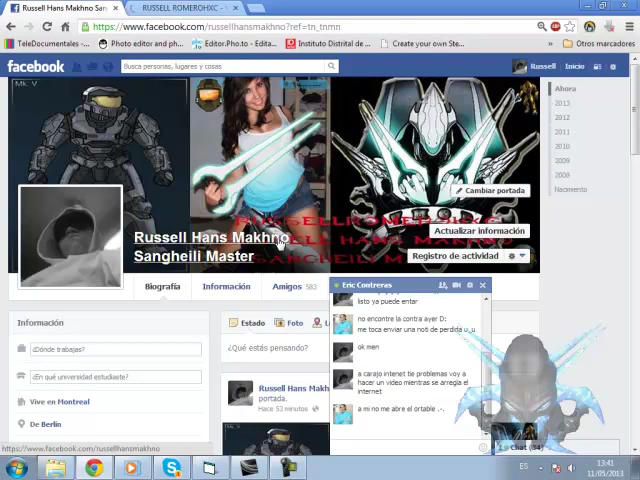 Russell Hans Makhno San
RUSSELL ROMEROHXC -
https://www.facebook.com/russellhansmakhno?ref=tn_tnmn
TeleDocumentales -
Photo editor and ph
Editor.Pho.to - Edita
Instituto Distrital de
Create your own Ste
Otros marcadores
facebook
Busca personas, lugares y cosas
Russell
Inicio
Mk. V
Ahora
2013
2012
2011
2010
2009
2008
Nacimiento
Cambiar portada
Russell Hans Makhno
Sangheili Master
Actualizar información
Registro de actividad
Biografía
Información
Amigos 583
Eric Contreras
listo ya puede entar
no encontre la contra ayer D:
me toca enviar una noti de perdida u_u
ok men
a carajo intenet tie problemas voy a
hacer un video mientras se arregla el
internet
a mi no me abre el ortable .-.
Información
¿Dónde trabajas?
¿En qué universidad estudiaste?
Vive en Montreal
De Berlín
Estado
Foto
L
¿Qué estás pensando?
Russell Hans Makh
portada.
Hace 53 minutos
Chat (84)
https://www.facebook.com/russellhansmakhno
ES
13:41
11/05/2013